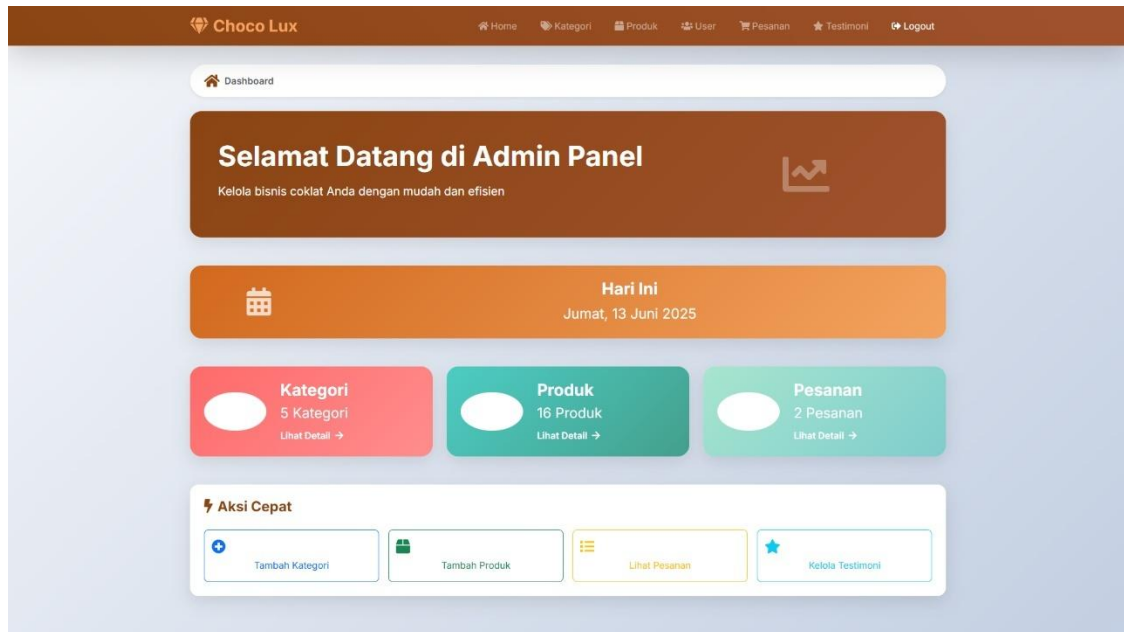 Choco Lux
Home Kategori Produk User Pesanan Testimoni Logout
Dashboard
Selamat Datang di Admin Panel
Kelola bisnis coklat Anda dengan mudah dan efisien
Hari Ini
Jumat, 13 Juni 2025
Kategori
5 Kategori
Lihat Detail →
Produk
16 Produk
Lihat Detail →
Pesanan
2 Pesanan
Lihat Detail →
Aksi Cepat
Tambah Kategori
Tambah Produk
Lihat Pesanan
Kelola Testimoni